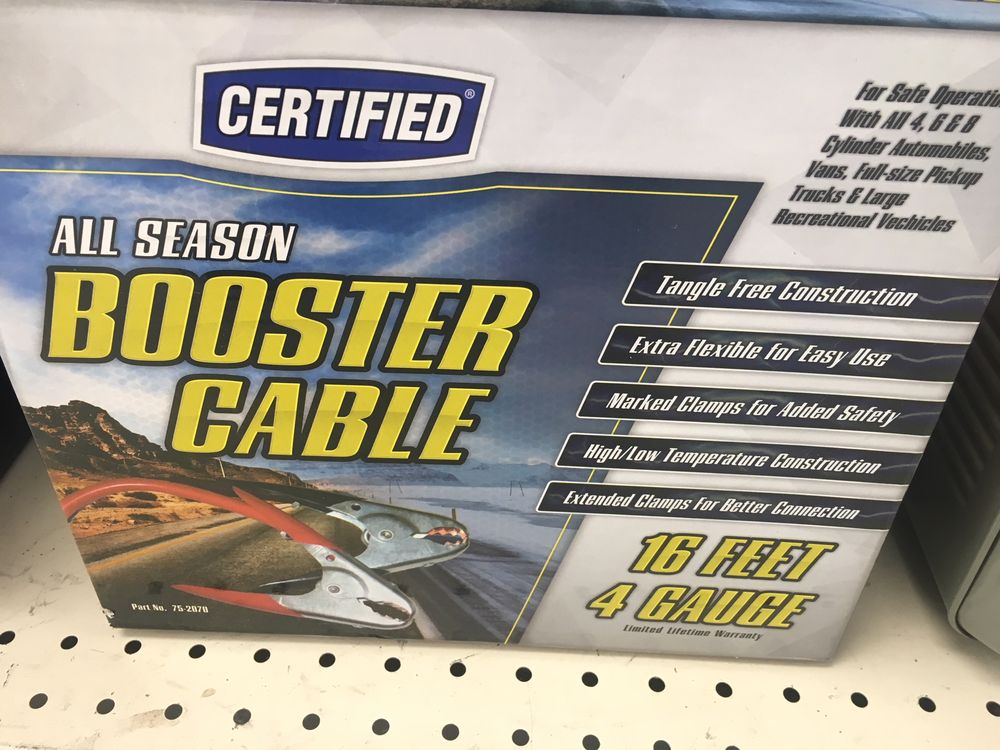 CERTIFIED®
For Safe Operatio
With All 4, 6 & 8
Cylinder Automobiles,
Vans, Full-size Pickup
Trucks & Large
Recreational Vechicles
ALL SEASON
BOOSTER
CABLE
Tangle Free Construction
Extra Flexible for Easy Use
Marked Clamps for Added Safety
High/Low Temperature Construction
Extended Clamps For Better Connection
16 FEET
4 GAUGE
Limited Lifetime Warranty
Part No. 75-2070